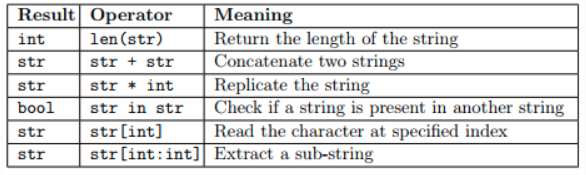 Result Operator Meaning
int len(str) Return the length of the string
str str + str Concatenate two strings
str str * int Replicate the string
bool str in str Check if a string is present in another string
str str[int] Read the character at specified index
str str[int:int] Extract a sub-string